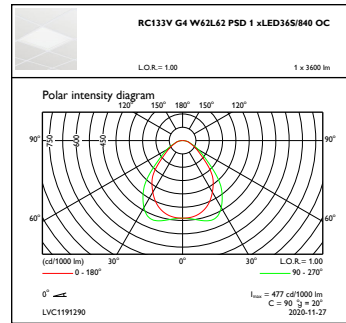 RC133V G4 W62L62 PSD 1 xLED36S/840 OC
L.O.R.= 1.00 1 x 3600 lm
Polar intensity diagram
120° 150° 180° 150° 120°
90° 750 600 450 90°
60° 60°
(cd/1000 lm) 30° 0° 30° L.O.R.= 1.00
0 - 180° 90 - 270°
0° Imax = 477 cd/1000 lm
C = 90 °g = 20°
LVC1191290 2020-11-27